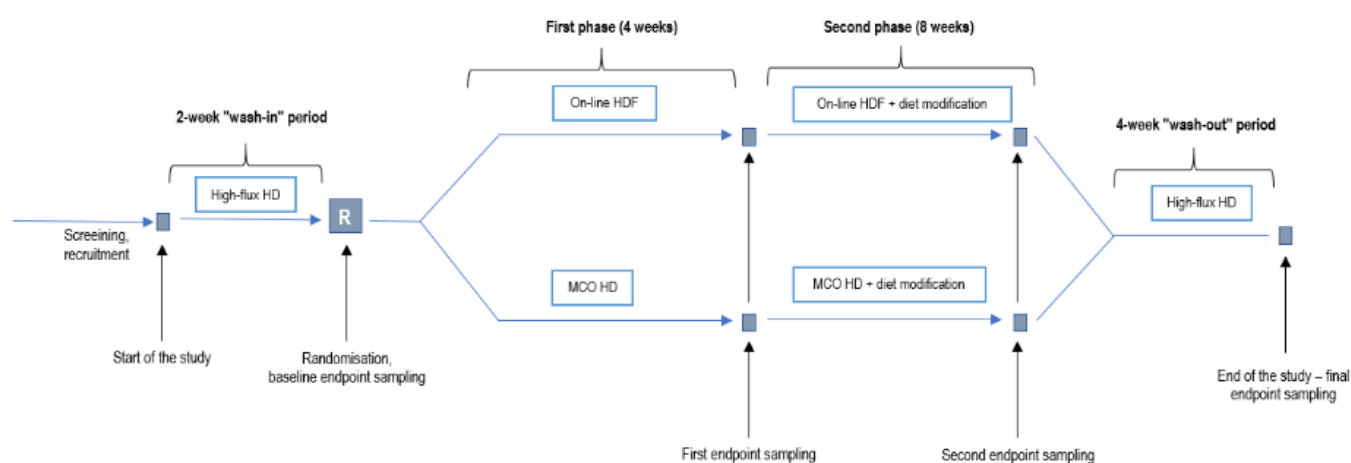 First phase (4 weeks)
Second phase (8 weeks)
On-line HDF
On-line HDF + diet modification
2-week "wash-in" period
4-week "wash-out" period
High-flux HD
R
High-flux HD
Screeining,
recruitment
MCO HD
MCO HD + diet modification
Start of the study
Randomisation,
baseline endpoint sampling
End of the study – final
endpoint sampling
First endpoint sampling
Second endpoint sampling